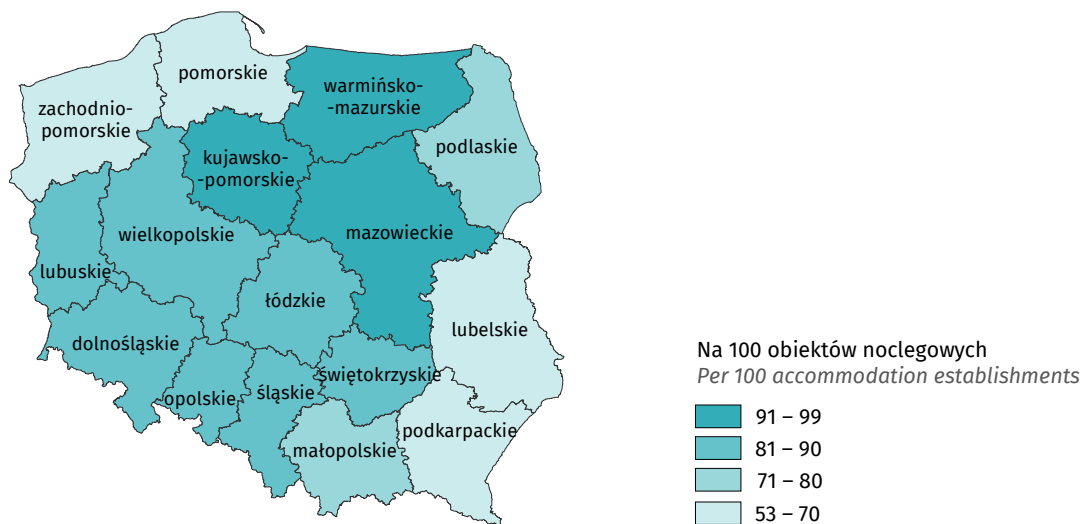 pomorskie
warmińsko-
-mazurskie
zachodnio-
pomorskie
podlaskie
kujawsko-
-pomorskie
wielkopolskie
mazowieckie
lubuskie
łódzkie
lubelskie
dolnośląskie
świętokrzyskie
opolskie
śląskie
podkarpackie
małopolskie
Na 100 obiektów noclegowych
Per 100 accommodation establishments
91 – 99
81 – 90
71 – 80
53 – 70